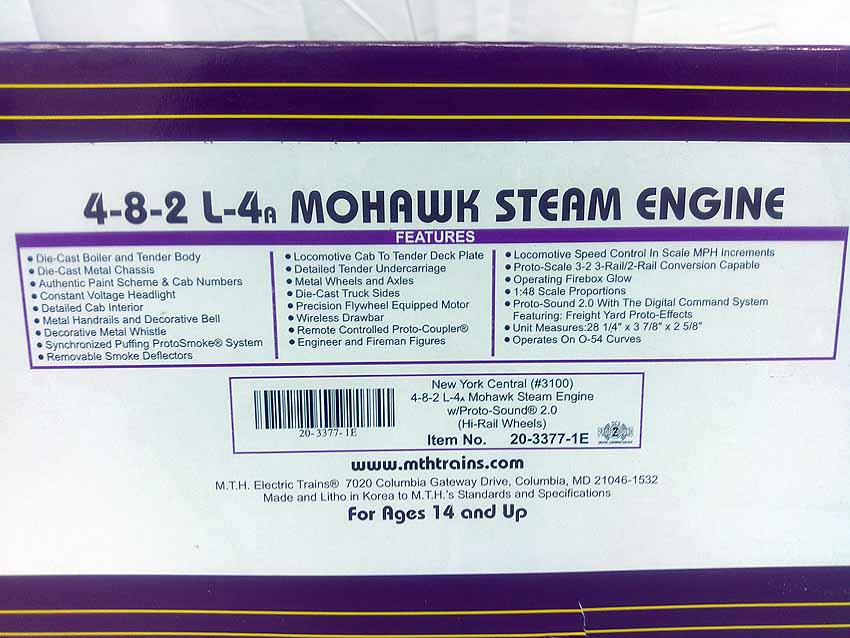 4-8-2 L-4A MOHAWK STEAM ENGINE
FEATURES
• Die-Cast Boiler and Tender Body
• Die-Cast Metal Chassis
• Authentic Paint Scheme & Cab Numbers
• Constant Voltage Headlight
• Detailed Cab Interior
• Metal Handrails and Decorative Bell
• Decorative Metal Whistle
• Synchronized Puffing ProtoSmoke® System
• Removable Smoke Deflectors
• Locomotive Cab To Tender Deck Plate
• Detailed Tender Undercarriage
• Metal Wheels and Axles
• Die-Cast Truck Sides
• Precision Flywheel Equipped Motor
• Wireless Drawbar
• Remote Controlled Proto-Coupler®
• Engineer and Fireman Figures
• Locomotive Speed Control In Scale MPH Increments
• Proto-Scale 3-2 3-Rail/2-Rail Conversion Capable
• Operating Firebox Glow
• 1:48 Scale Proportions
• Proto-Sound 2.0 With The Digital Command System
Featuring: Freight Yard Proto-Effects
• Unit Measures:28 1/4" x 3 7/8" x 2 5/8"
• Operates On O-54 Curves
20-3377-1E
New York Central (#3100)
4-8-2 L-4A Mohawk Steam Engine
w/Proto-Sound® 2.0
(Hi-Rail Wheels)
Item No. 20-3377-1E
www.mthtrains.com
M.T.H. Electric Trains® 7020 Columbia Gateway Drive, Columbia, MD 21046-1532
Made and Litho in Korea to M.T.H.'s Standards and Specifications
For Ages 14 and Up